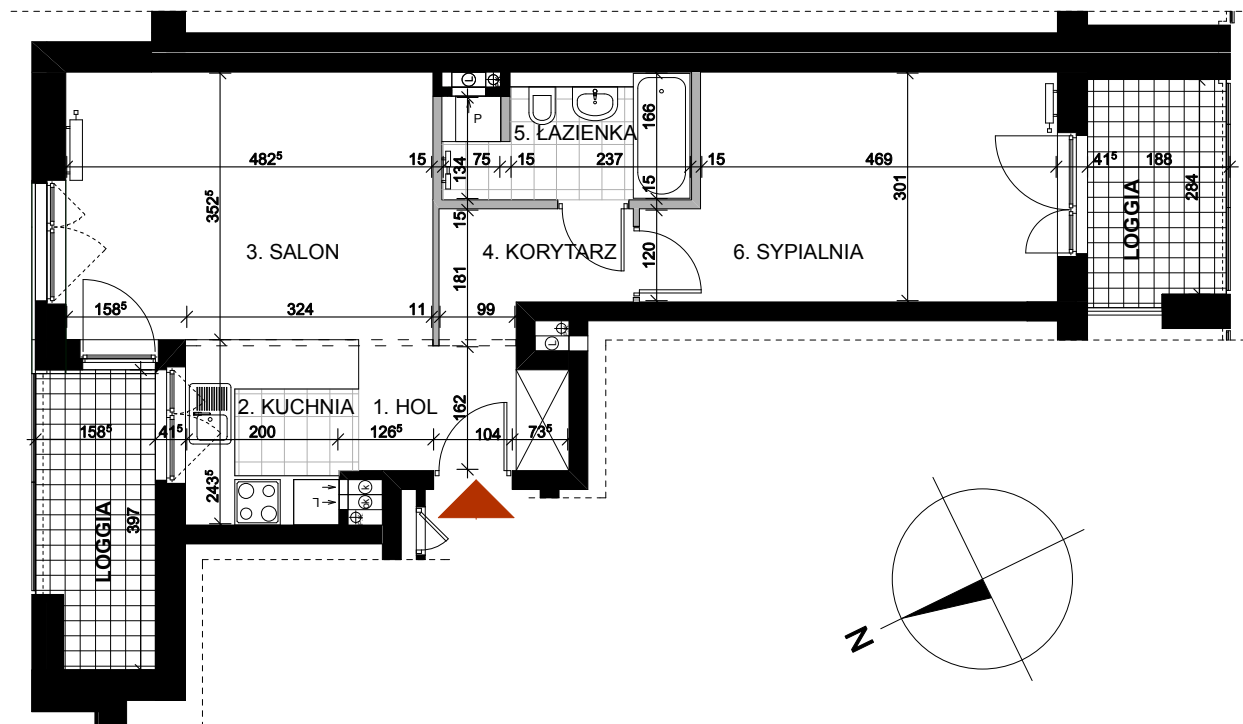 L
P
5. ŁAZIENKA
166
482⁵
15
75
15
237
15
469
41⁵
188
352⁵
134
15
301
284
LOGGIA
15
3. SALON
4. KORYTARZ
120
6. SYPIALNIA
181
158⁵
324
11
99
L
2. KUCHNIA
1. HOL
162
158⁵
41⁵
200
126⁵
104
73⁵
243⁵
L
k
ok
397
LOGGIA
N